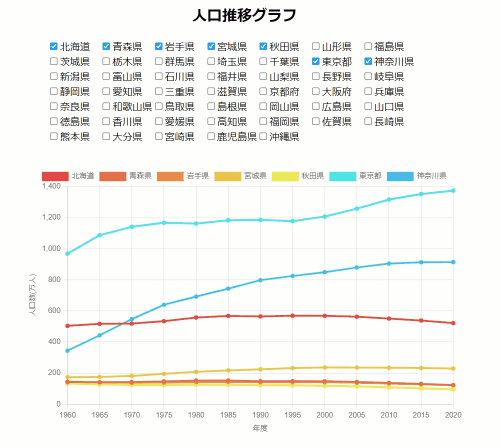 人口推移グラフ
北海道 青森県 岩手県 宮城県 秋田県 山形県 福島県
茨城県 栃木県 群馬県 埼玉県 千葉県 東京都 神奈川県
新潟県 富山県 石川県 福井県 山梨県 長野県 岐阜県
静岡県 愛知県 三重県 滋賀県 京都府 大阪府 兵庫県
奈良県 和歌山県 鳥取県 島根県 岡山県 広島県 山口県
徳島県 香川県 愛媛県 高知県 福岡県 佐賀県 長崎県
熊本県 大分県 宮崎県 鹿児島県 沖縄県
北海道 青森県 岩手県 宮城県 秋田県 東京都 神奈川県
1,400
1,200
1,000
800
600
400
200
0
人口数(万人)
1960 1965 1970 1975 1980 1985 1990 1995 2000 2005 2010 2015 2020
年度